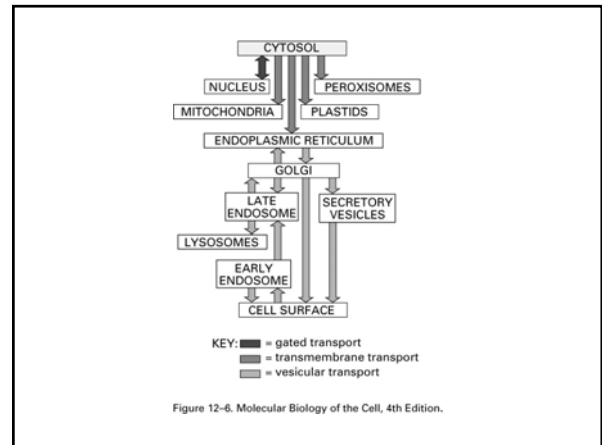 CYTOSOL
NUCLEUS
PEROXISOMES
MITOCHONDRIA
PLASTIDS
ENDOPLASMIC RETICULUM
GOLGI
LATE
ENDOSOME
SECRETORY
VESICLES
LYSOSOMES
EARLY
ENDOSOME
CELL SURFACE
KEY: = gated transport
= transmembrane transport
= vesicular transport
Figure 12–6. Molecular Biology of the Cell, 4th Edition.